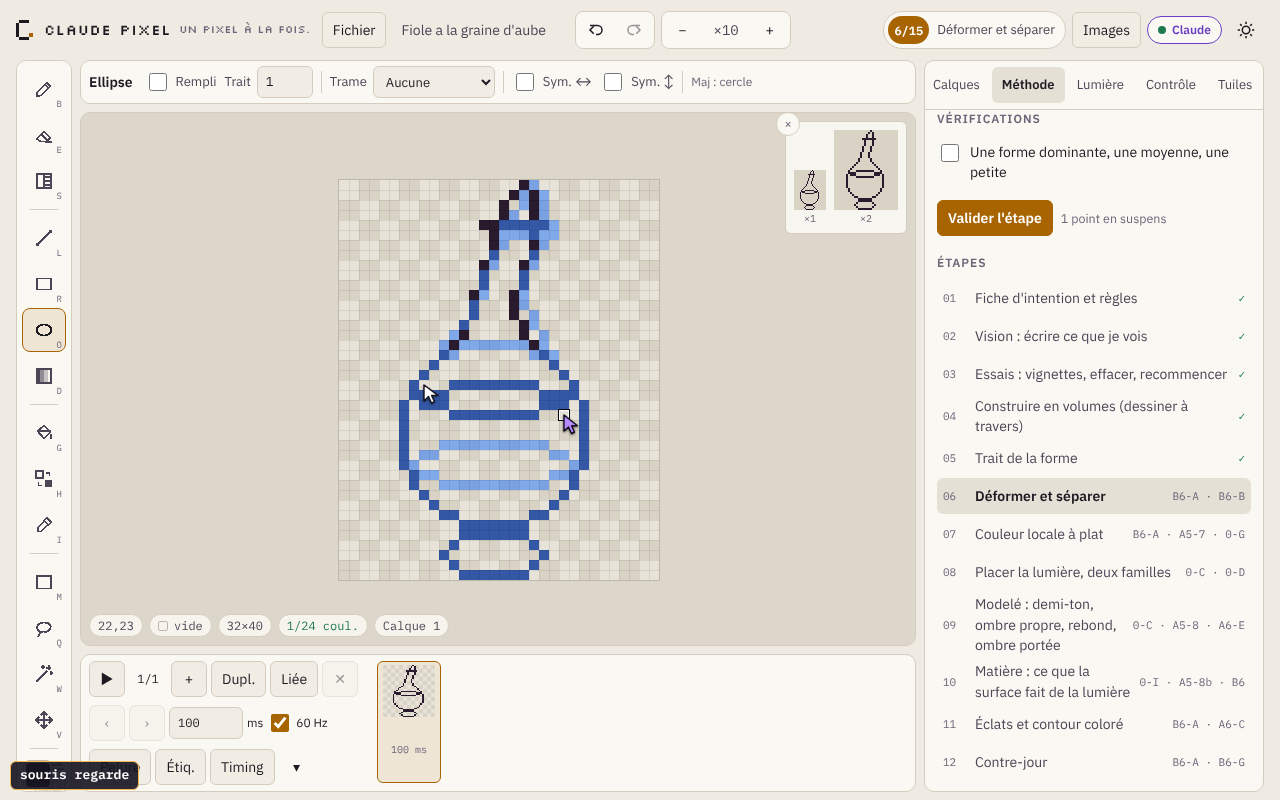 CLAUDE PIXEL UN PIXEL À LA FOIS.
Fichier
Fiole a la graine d'aube
− ×10 +
6/15 Déformer et séparer
Images
Claude
Ellipse
Rempli
Trait 1
Trame Aucune
Sym. ↔
Sym. ↕
Maj : cercle
B
E
S
L
R
O
D
G
H
I
M
Q
W
V
×
×1
×2
22,23
vide
32×40
1/24 coul.
Calque 1
1/1
+
Dupl.
Liée
×
‹
›
100 ms
60 Hz
Étiq.
Timing
▼
100 ms
souris regarde
Calques
Méthode
Lumière
Contrôle
Tuiles
VÉRIFICATIONS
Une forme dominante, une moyenne, une
petite
Valider l'étape 1 point en suspens
ÉTAPES
01 Fiche d'intention et règles ✓
02 Vision : écrire ce que je vois ✓
03 Essais : vignettes, effacer, recommencer ✓
04 Construire en volumes (dessiner à
travers) ✓
05 Trait de la forme ✓
06 Déformer et séparer B6-A · B6-B
07 Couleur locale à plat B6-A · A5-7 · 0-G
08 Placer la lumière, deux familles 0-C · 0-D
09 Modelé : demi-ton,
ombre propre, rebond,
ombre portée 0-C · A5-8 · A6-E
10 Matière : ce que la
surface fait de la lumière 0-I · A5-8b · B6
11 Éclats et contour coloré B6-A · A6-C
12 Contre-jour B6-A · B6-G